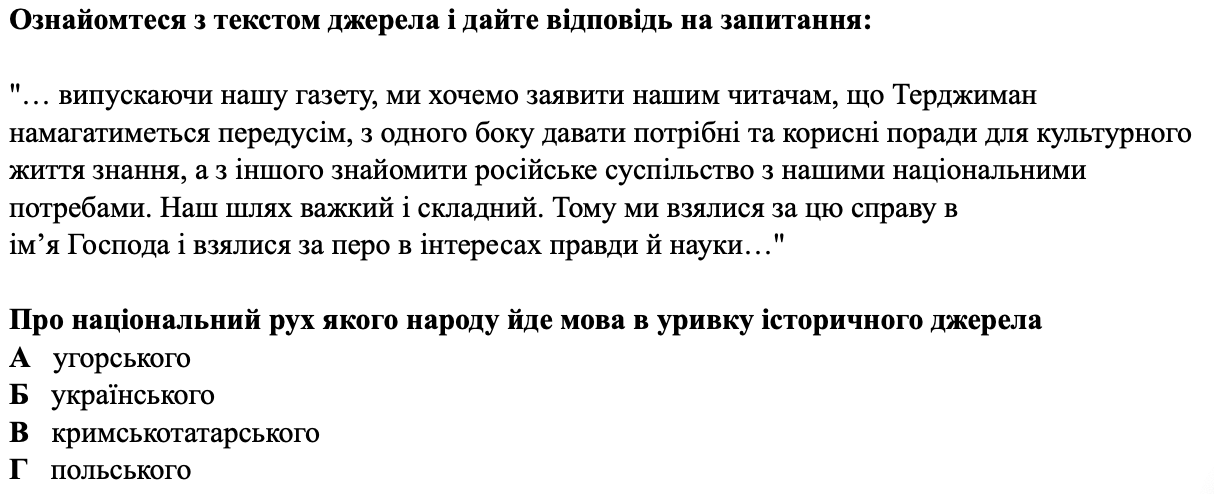 Ознайомтеся з текстом джерела і дайте відповідь на запитання:
"… випускаючи нашу газету, ми хочемо заявити нашим читачам, що Терджиман
намагатиметься передусім, з одного боку давати потрібні та корисні поради для культурного
життя знання, а з іншого знайомити російське суспільство з нашими національними
потребами. Наш шлях важкий і складний. Тому ми взялися за цю справу в
ім’я Господа і взялися за перо в інтересах правди й науки…"
Про національний рух якого народу йде мова в уривку історичного джерела
А угорського
Б українського
В кримськотатарського
Г польського